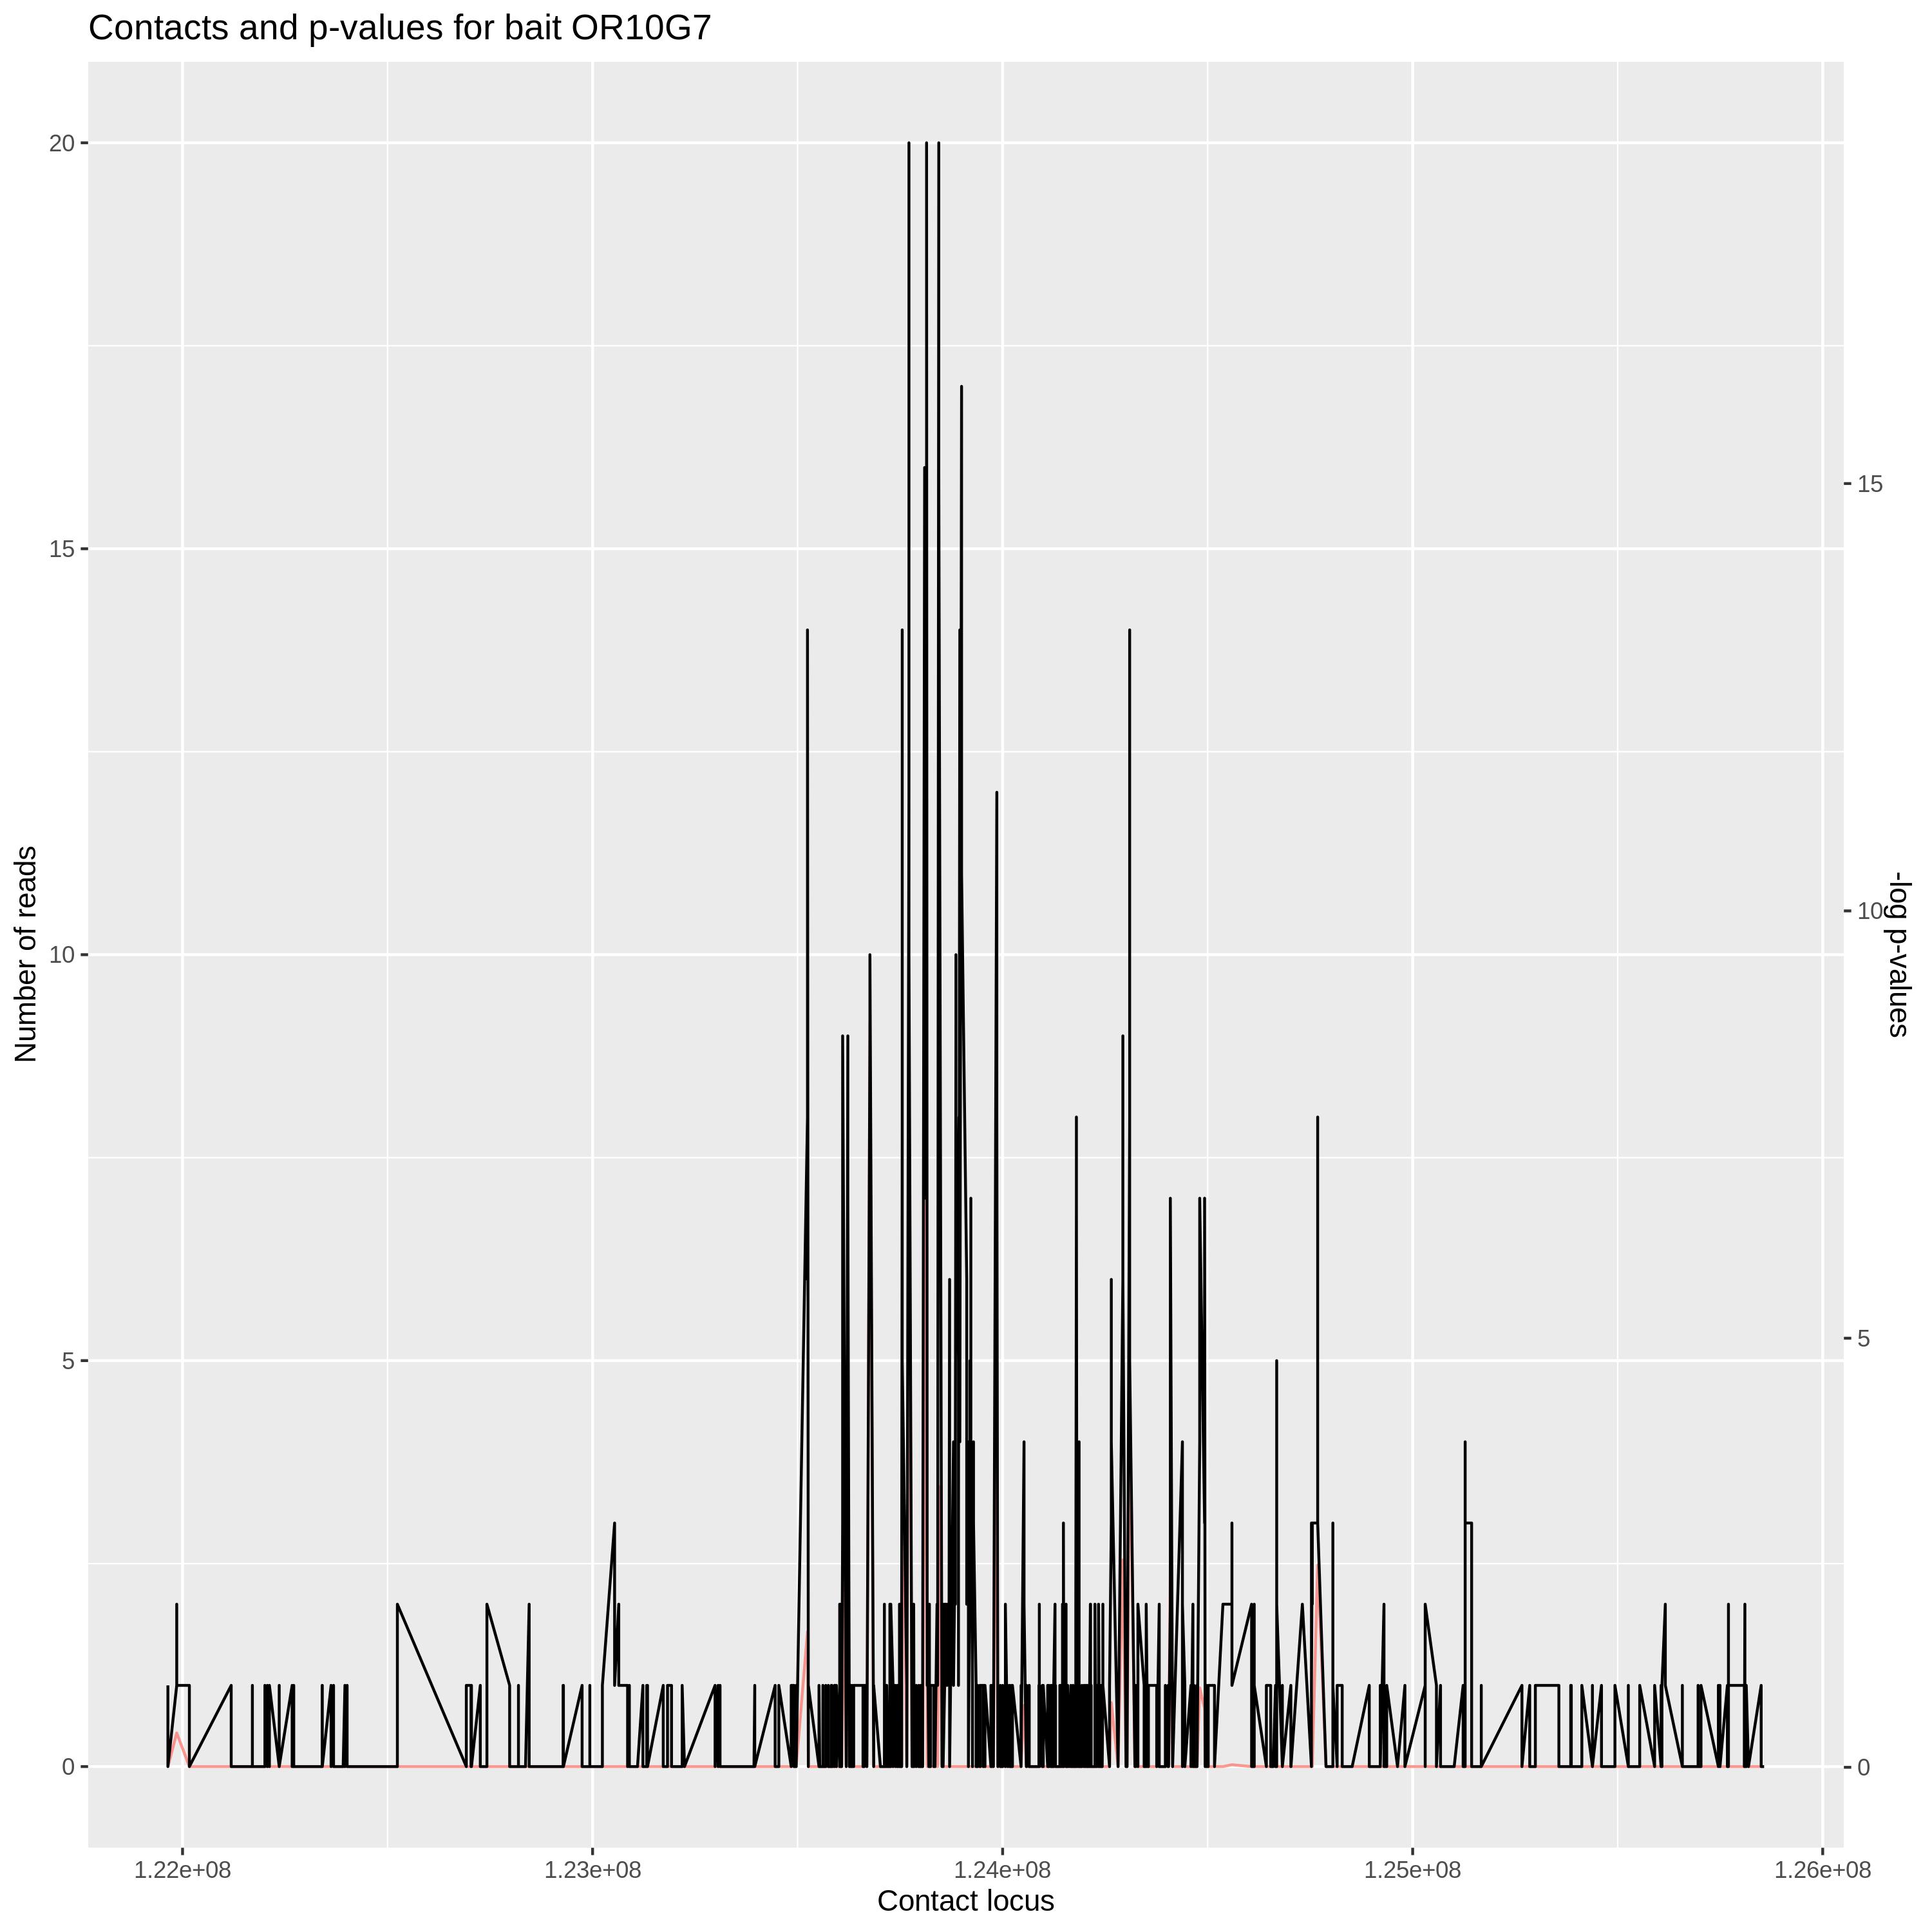 Contacts and p-values for bait OR10G7
20
15
10
5
0
Number of reads
15
10
5
0
-log p-values
1.22e+08 1.23e+08 1.24e+08 1.25e+08 1.26e+08
Contact locus